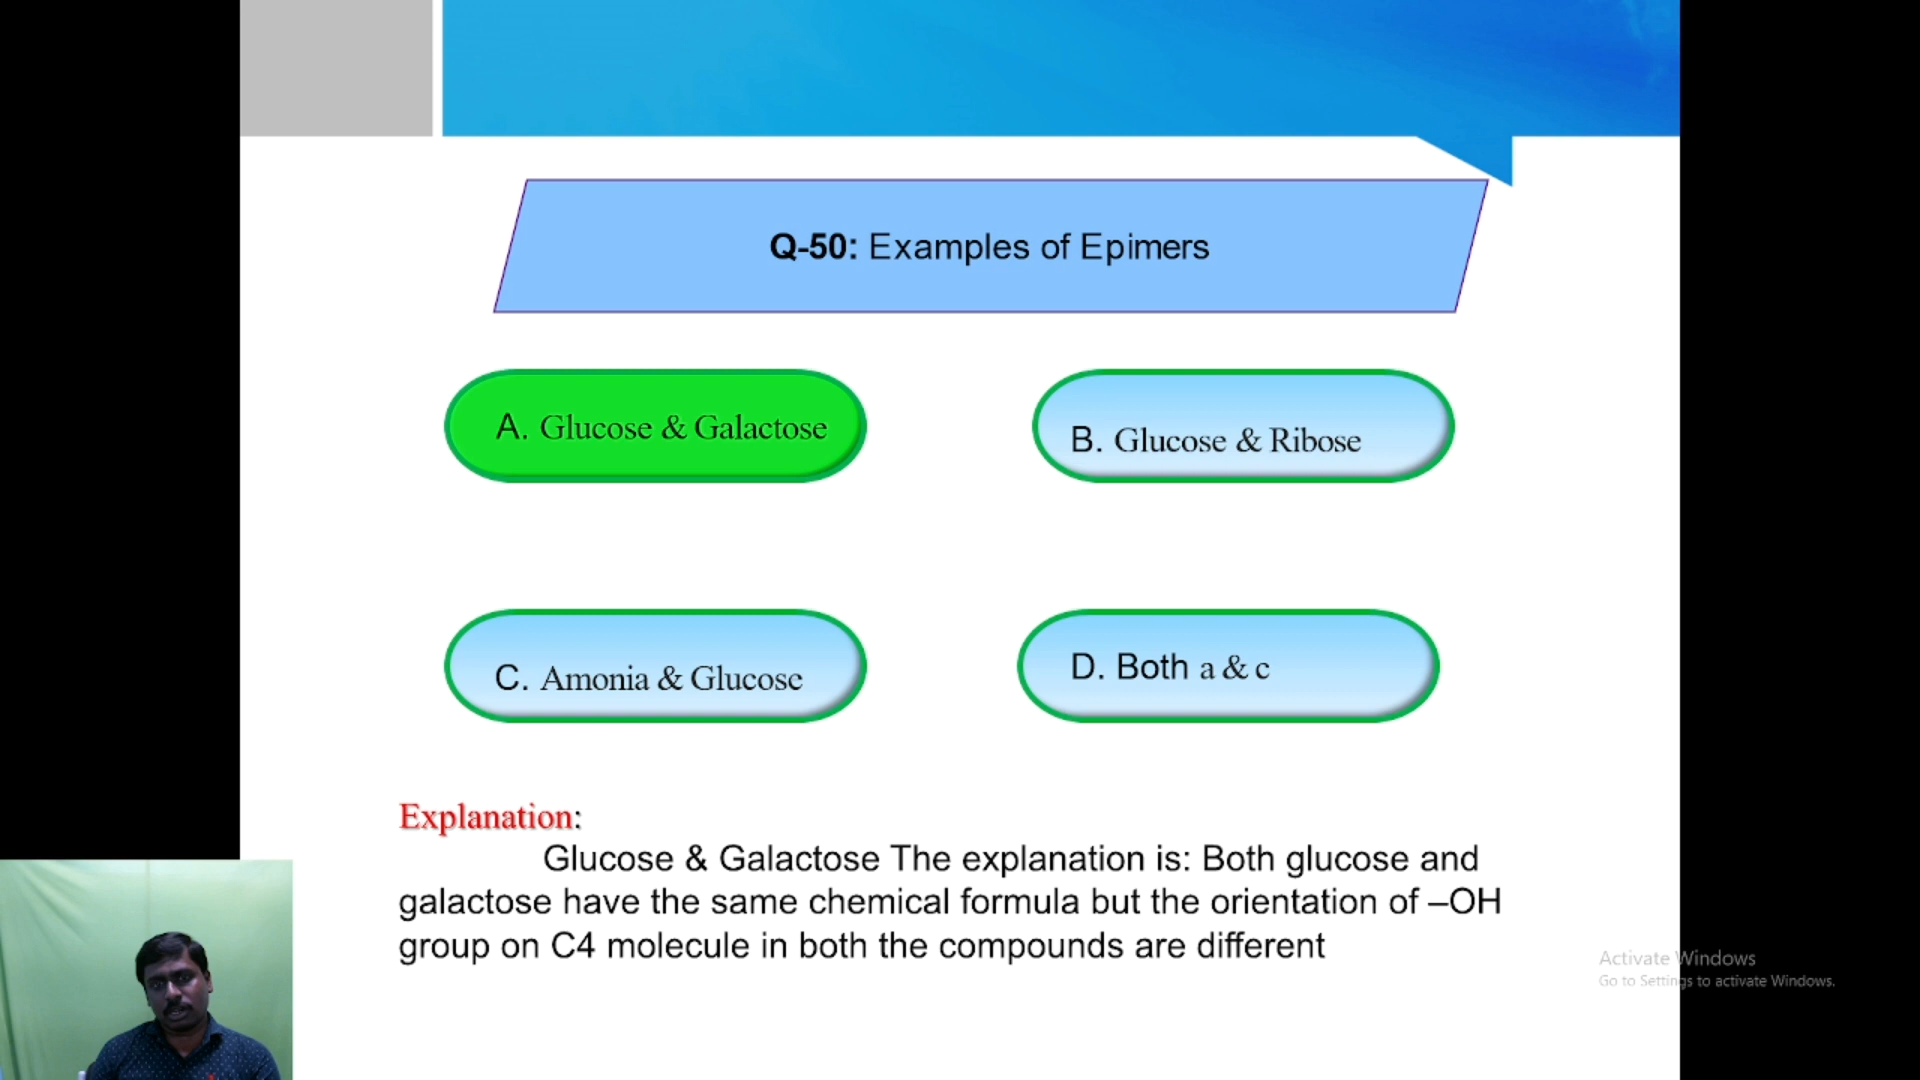 Q-50: Examples of Epimers
A. Glucose & Galactose
B. Glucose & Ribose
C. Amonia & Glucose
D. Both a & c
Explanation:
Glucose & Galactose The explanation is: Both glucose and
galactose have the same chemical formula but the orientation of –OH
group on C4 molecule in both the compounds are different
Activate Windows
Go to Settings to activate Windows.